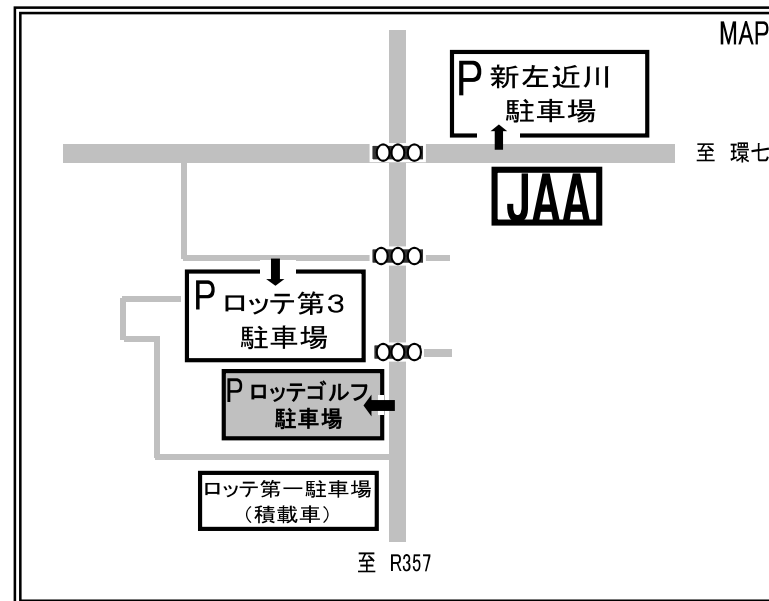 MAP
P 新左近川
駐車場
至 環七
JAA
P ロッテ第3
駐車場
P ロッテゴルフ
駐車場
ロッテ第一駐車場
(積載車)
至 R357